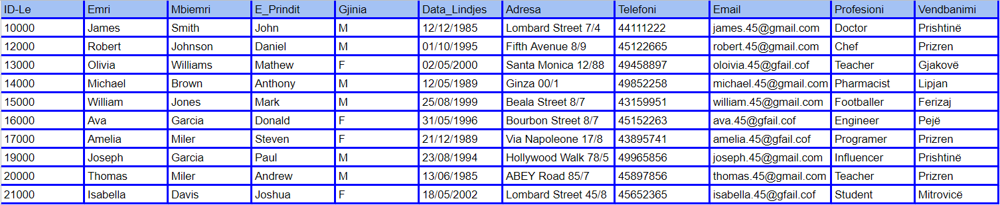 ID-Le Emri Mbiemri E_Prindit Gjinia Data_Lindjes Adresa Telefoni Email Profesioni Vendbanimi
10000 James Smith John M 12/12/1985 Lombard Street 7/4 44111222 james.45@gmail.com Doctor Prishtinë
12000 Robert Johnson Daniel M 01/10/1995 Fifth Avenue 8/9 45122665 robert.45@gmail.com Chef Prizren
13000 Olivia Williams Mathew F 02/05/2000 Santa Monica 12/88 49458897 oloivia.45@gfail.cof Teacher Gjakovë
14000 Michael Brown Anthony M 12/05/1989 Ginza 00/1 49852258 michael.45@gmail.com Pharmacist Lipjan
15000 William Jones Mark M 25/08/1999 Beala Street 8/7 43159951 william.45@gmail.com Footballer Ferizaj
16000 Ava Garcia Donald F 31/05/1996 Bourbon Street 8/7 45152263 ava.45@gfail.cof Engineer Pejë
17000 Amelia Miler Steven F 21/12/1989 Via Napoleone 17/8 43895741 amelia.45@gfail.cof Programer Prizren
19000 Joseph Garcia Paul M 23/08/1994 Hollywood Walk 78/5 49965856 joseph.45@gmail.com Influencer Prishtinë
20000 Thomas Miler Andrew M 13/06/1985 ABEY Road 85/7 45897856 thomas.45@gmail.com Teacher Prizren
21000 Isabella Davis Joshua F 18/05/2002 Lombard Street 45/8 45652365 isabella.45@gfail.cof Student Mitrovicë